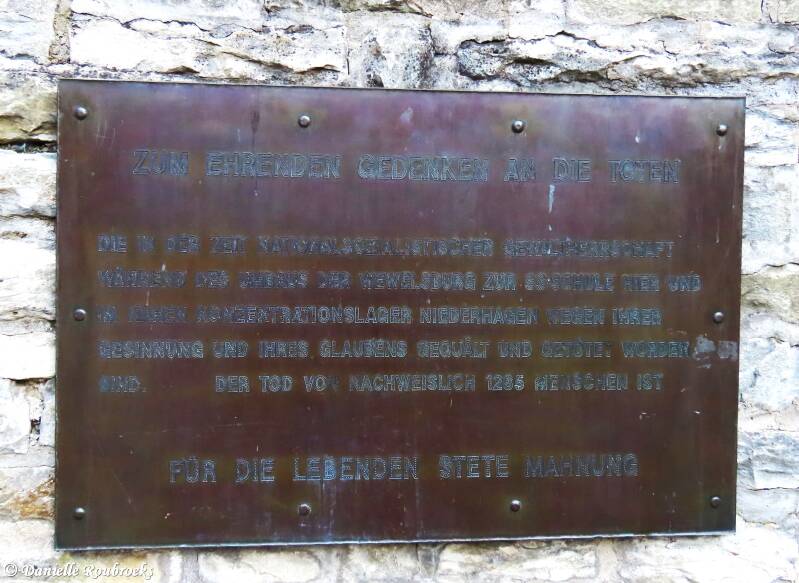 ZUM EHRENDEN GEDENKEN AN DIE TOTEN
DIE IN DER ZEIT NATIONALSOZIALISTISCHER GEWALTHERRSCHAFT
WÄHREND DES UMBAUS DER WEWELSBURG ZUR SS-SCHULE HIER UND
IM NAHEN KONZENTRATIONSLAGER NIEDERHAGEN WEGEN IHRER
GESINNUNG UND IHRES GLAUBENS GEQUÄLT UND GETÖTET WORDEN
SIND. DER TOD VON NACHWEISLICH 1285 MENSCHEN IST
FÜR DIE LEBENDEN STETE MAHNUNG
© Danielle Roubroeks